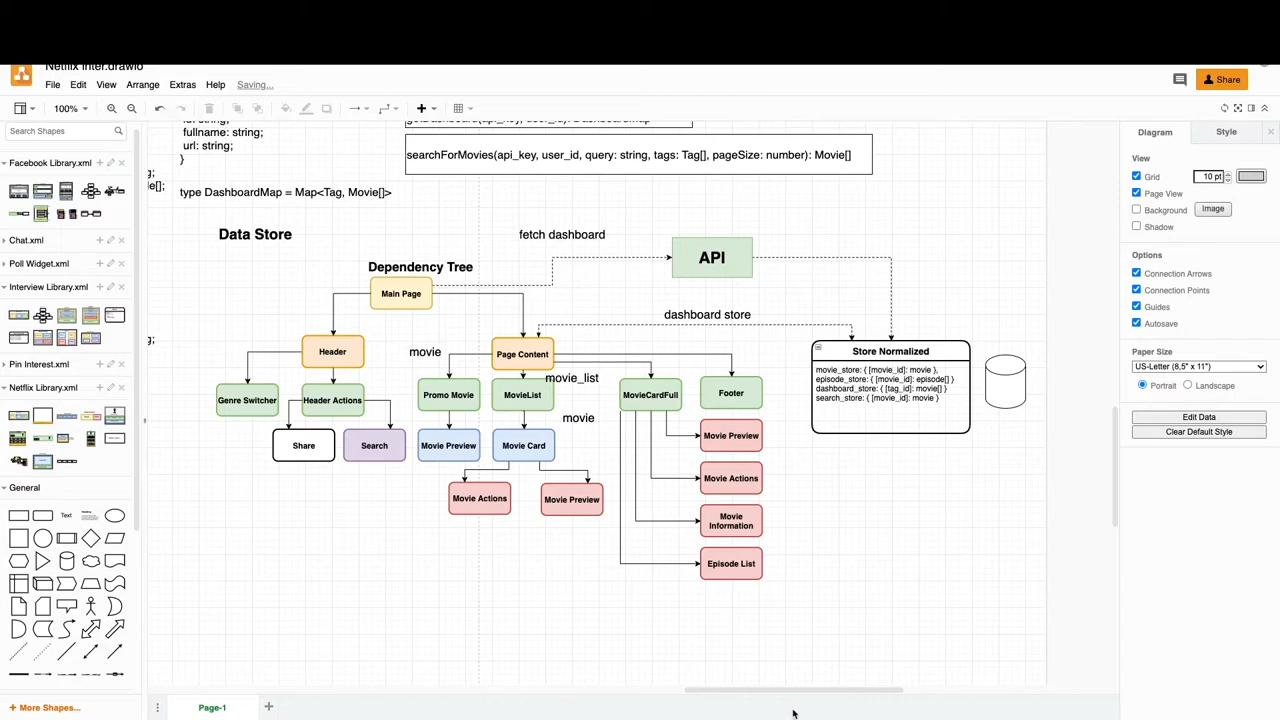 Netflix Inter.drawio
File Edit View Arrange Extras Help Saving...
Share
100%
Search Shapes
Facebook Library.xml
Chat.xml
Poll Widget.xml
Interview Library.xml
Pin Interest.xml
Netflix Library.xml
General
Text
More Shapes...
fullname: string;
url: string;
}
type DashboardMap = Map<Tag, Movie[]>
getDashboard(api_key, user_id): DashboardMap
searchForMovies(api_key, user_id, query: string, tags: Tag[], pageSize: number): Movie[]
Data Store
Dependency Tree
fetch dashboard
API
Main Page
dashboard store
Header
movie
Page Content
movie_list
Genre Switcher
Header Actions
Promo Movie
MovieList
MovieCardFull
Footer
movie
Share
Search
Movie Preview
Movie Card
Movie Preview
Movie Actions
Movie Preview
Movie Actions
Movie
Information
Episode List
Store Normalized
movie_store: { [movie_id]: movie },
episode_store: { [movie_id]: episode[] }
dashboard_store: { [tag_id]: movie[] }
search_store: { [movie_id]: movie }
Page-1
Diagram
Style
View
Grid
10 pt
Page View
Background
Image
Shadow
Options
Connection Arrows
Connection Points
Guides
Autosave
Paper Size
US-Letter (8,5" x 11")
Portrait
Landscape
Edit Data
Clear Default Style